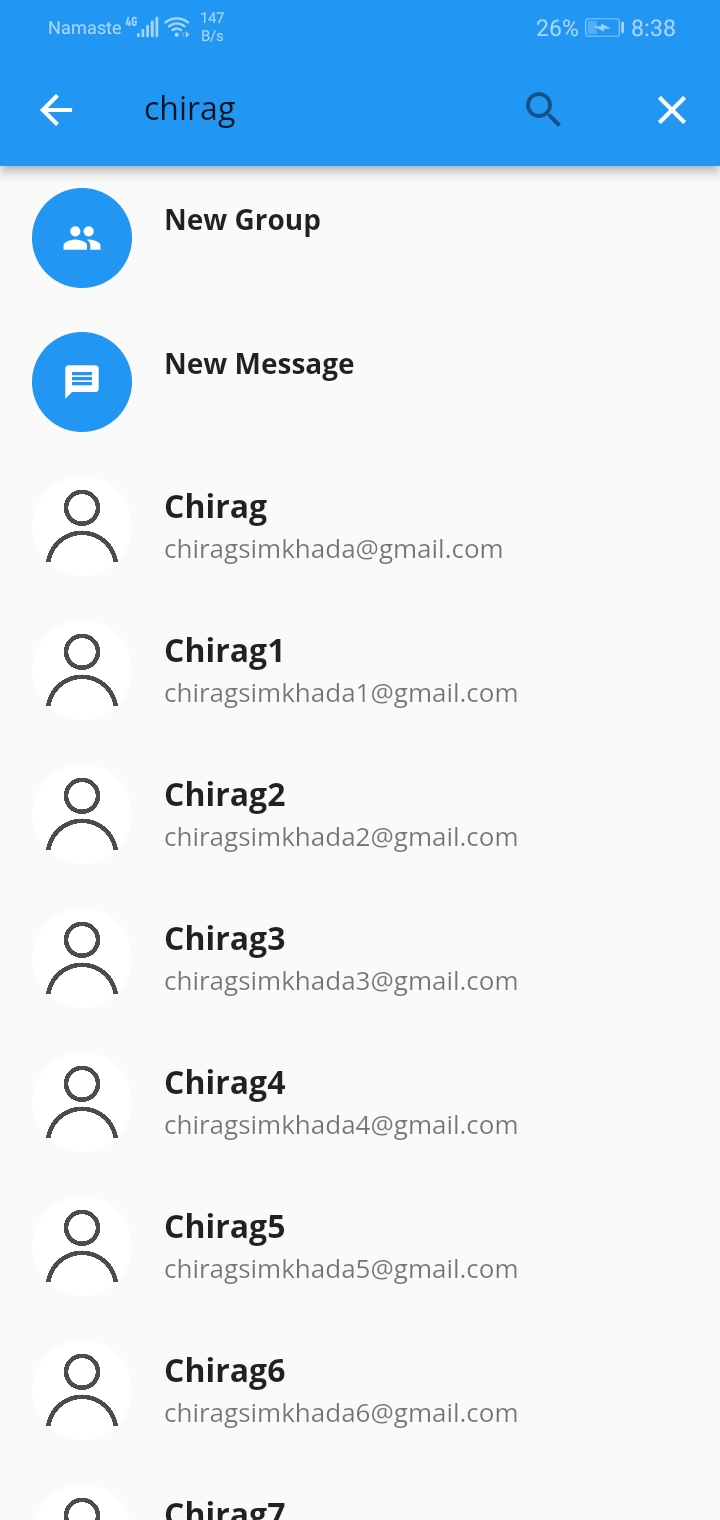 Namaste 4G 147 B/s 26% 8:38
chirag
New Group
New Message
Chirag
chiragsimkhada@gmail.com
Chirag1
chiragsimkhada1@gmail.com
Chirag2
chiragsimkhada2@gmail.com
Chirag3
chiragsimkhada3@gmail.com
Chirag4
chiragsimkhada4@gmail.com
Chirag5
chiragsimkhada5@gmail.com
Chirag6
chiragsimkhada6@gmail.com
Chirag7